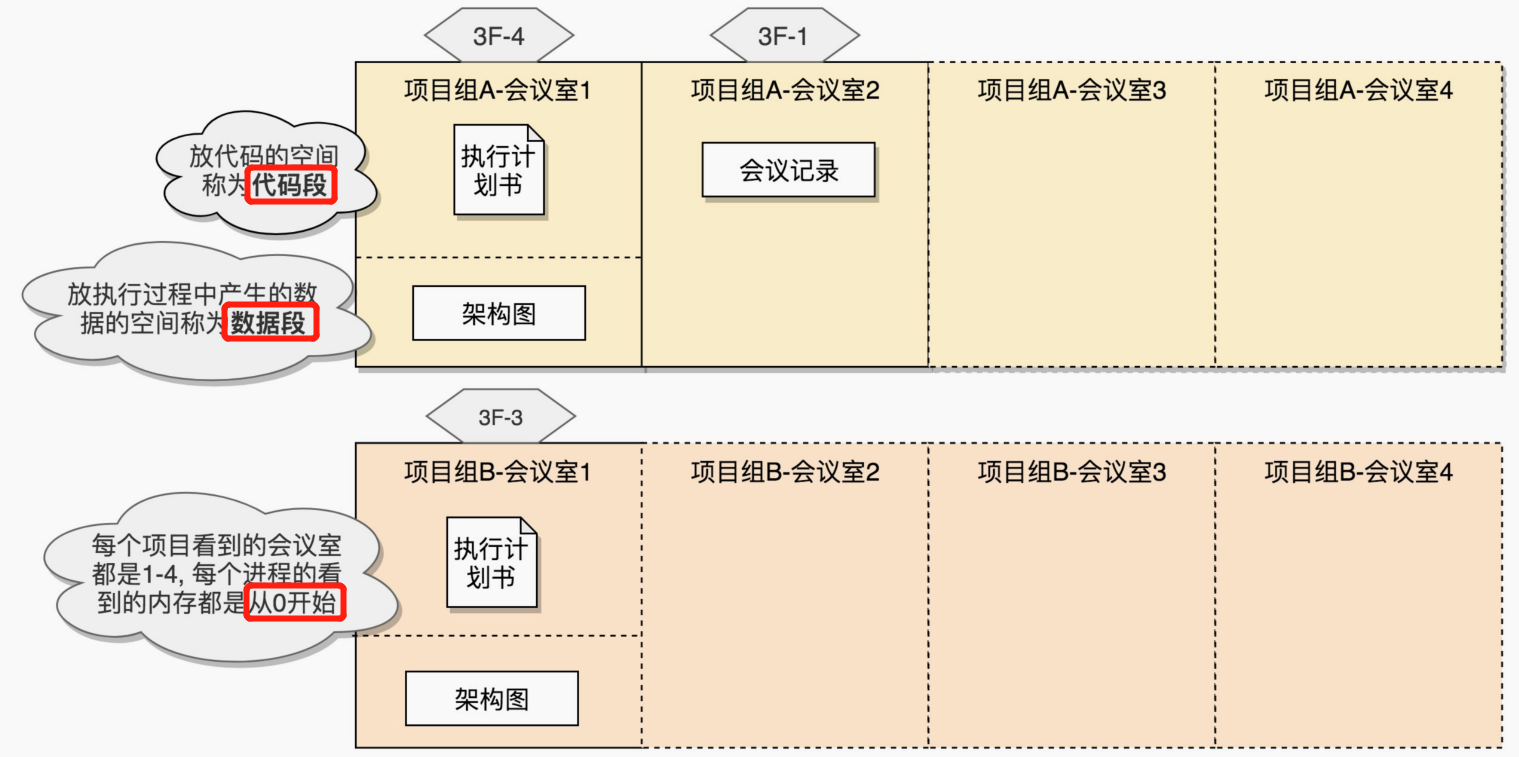 3F-4
3F-1
项目组A-会议室1
项目组A-会议室2
项目组A-会议室3
项目组A-会议室4
放代码的空间
称为代码段
执行计
划书
会议记录
放执行过程中产生的数
据的空间称为数据段
架构图
3F-3
项目组B-会议室1
项目组B-会议室2
项目组B-会议室3
项目组B-会议室4
每个项目看到的会议室
都是1-4, 每个进程的看
到的内存都是从0开始
执行计
划书
架构图